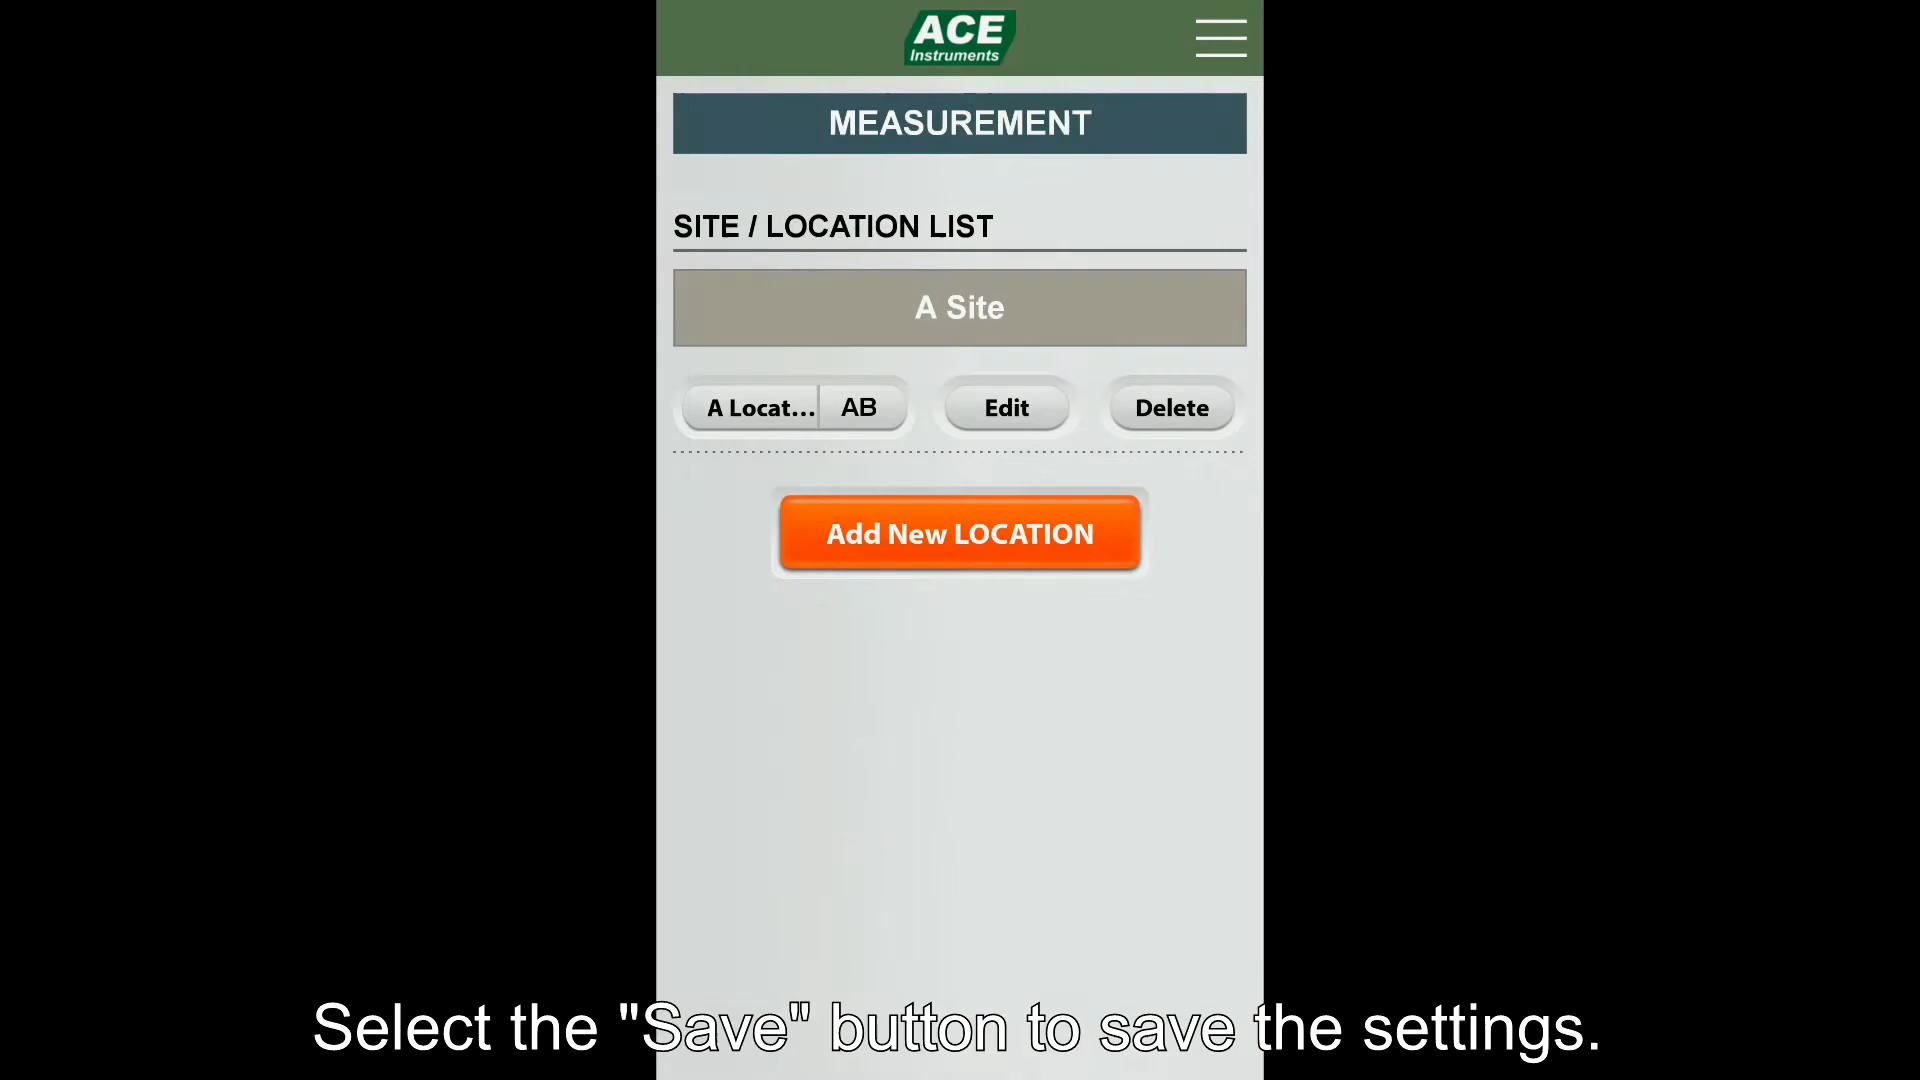 ACE
Instruments
MEASUREMENT
SITE / LOCATION LIST
A Site
A Locat... AB Edit Delete
Add New LOCATION
Select the "Save" button to save the settings.